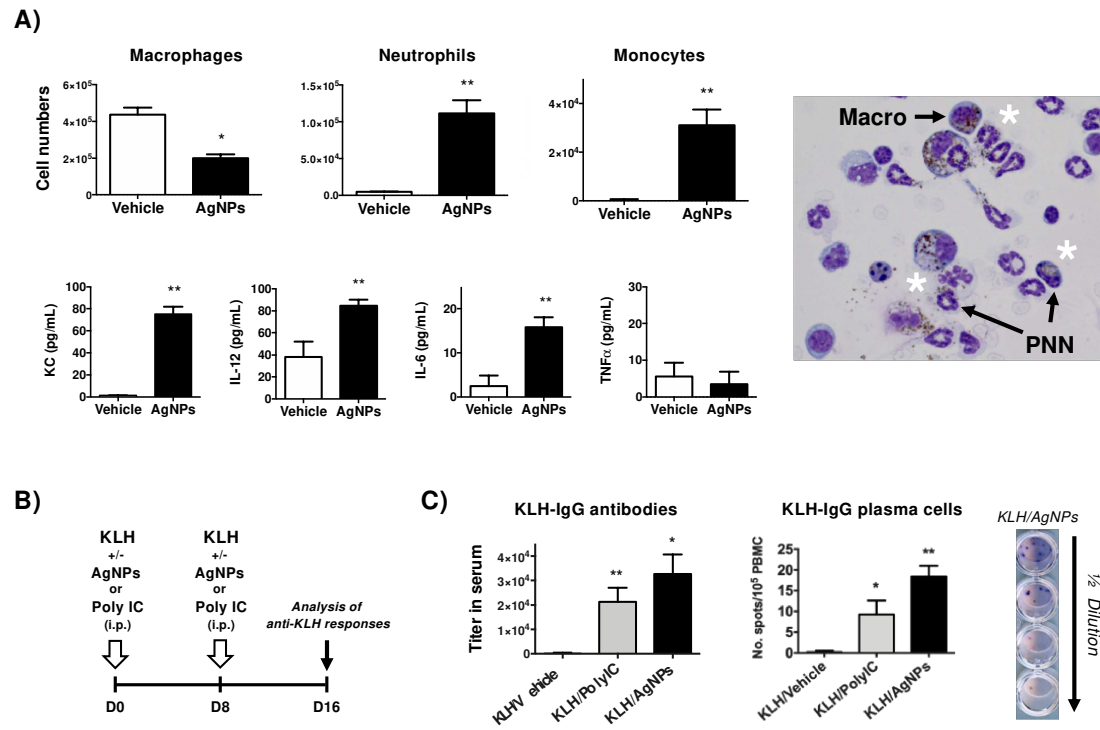 A)
Macrophages
Cell numbers
6×10⁵
4×10⁵
2×10⁵
0
*
Vehicle
AgNPs
Neutrophils
1.5×10⁵
1.0×10⁵
5.0×10⁴
0.0
**
Vehicle
AgNPs
Monocytes
4×10⁴
2×10⁴
0
**
Vehicle
AgNPs
Macro
*
*
*
PNN
KC (pg/mL)
100
80
60
40
20
0
**
Vehicle
AgNPs
IL-12 (pg/mL)
100
80
60
40
20
0
**
Vehicle
AgNPs
IL-6 (pg/mL)
20
10
0
**
Vehicle
AgNPs
TNFα (pg/mL)
30
20
10
0
Vehicle
AgNPs
B)
KLH
+/-
AgNPs
or
Poly IC
(i.p.)
KLH
+/-
AgNPs
or
Poly IC
(i.p.)
Analysis of
anti-KLH responses
D0
D8
D16
C)
KLH-IgG antibodies
Titer in serum
4×10⁴
3×10⁴
2×10⁴
1×10⁴
0
**
*
KLH/V ehicle
KLH/PolyIC
KLH/AgNPs
KLH-IgG plasma cells
No. spots/10⁵ PBMC
25
20
15
10
5
0
*
**
KLH/Vehicle
KLH/PolyIC
KLH/AgNPs
KLH/AgNPs
½ Dilution